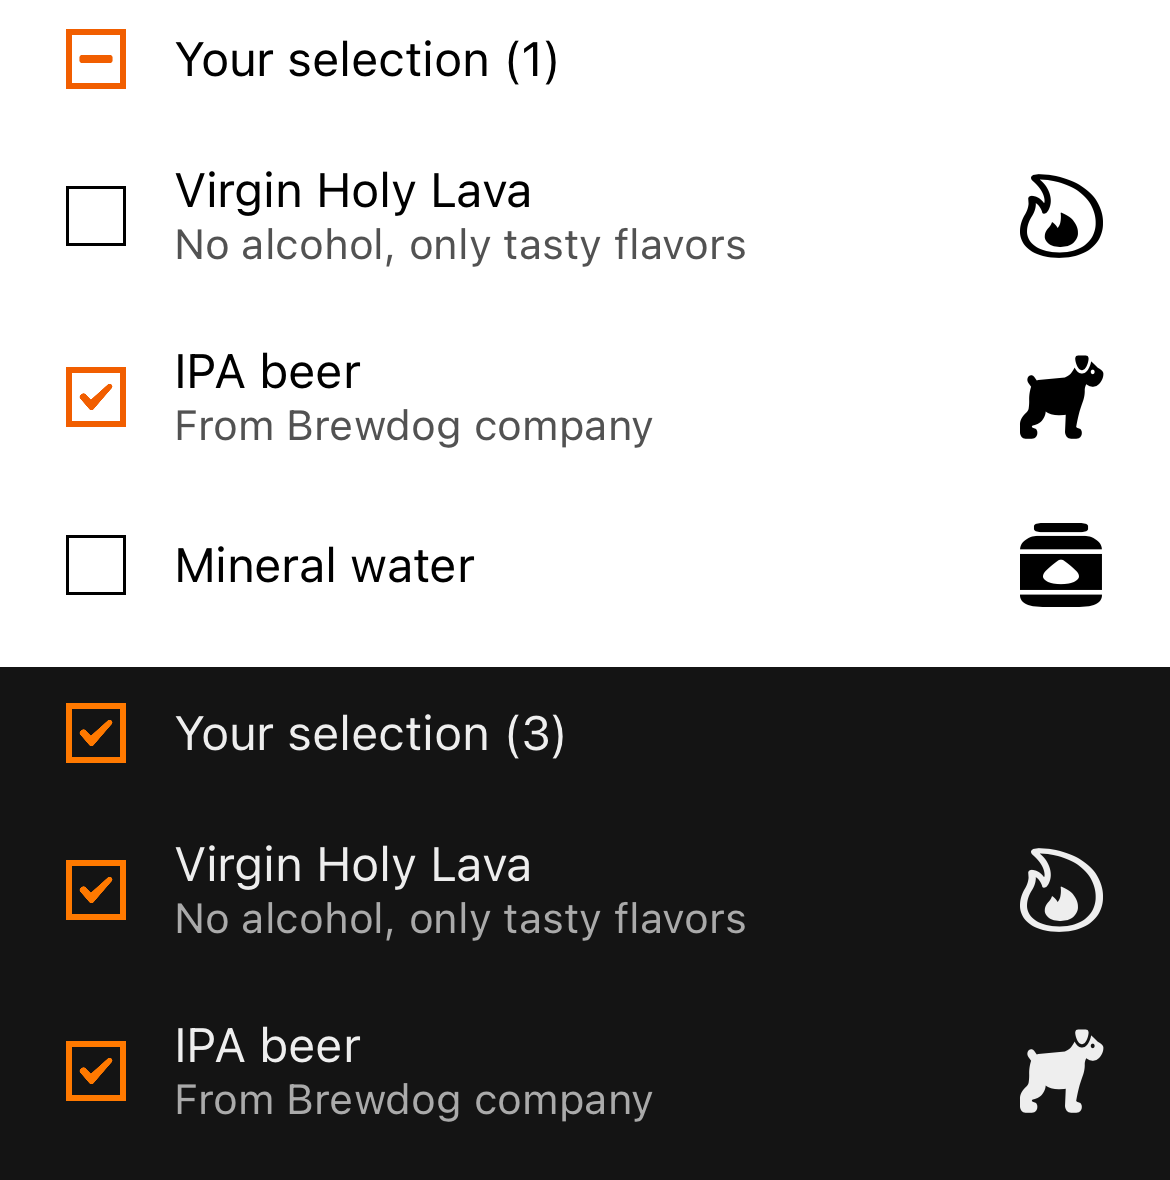 Your selection (1)
Virgin Holy Lava
No alcohol, only tasty flavors
IPA beer
From Brewdog company
Mineral water
Your selection (3)
Virgin Holy Lava
No alcohol, only tasty flavors
IPA beer
From Brewdog company